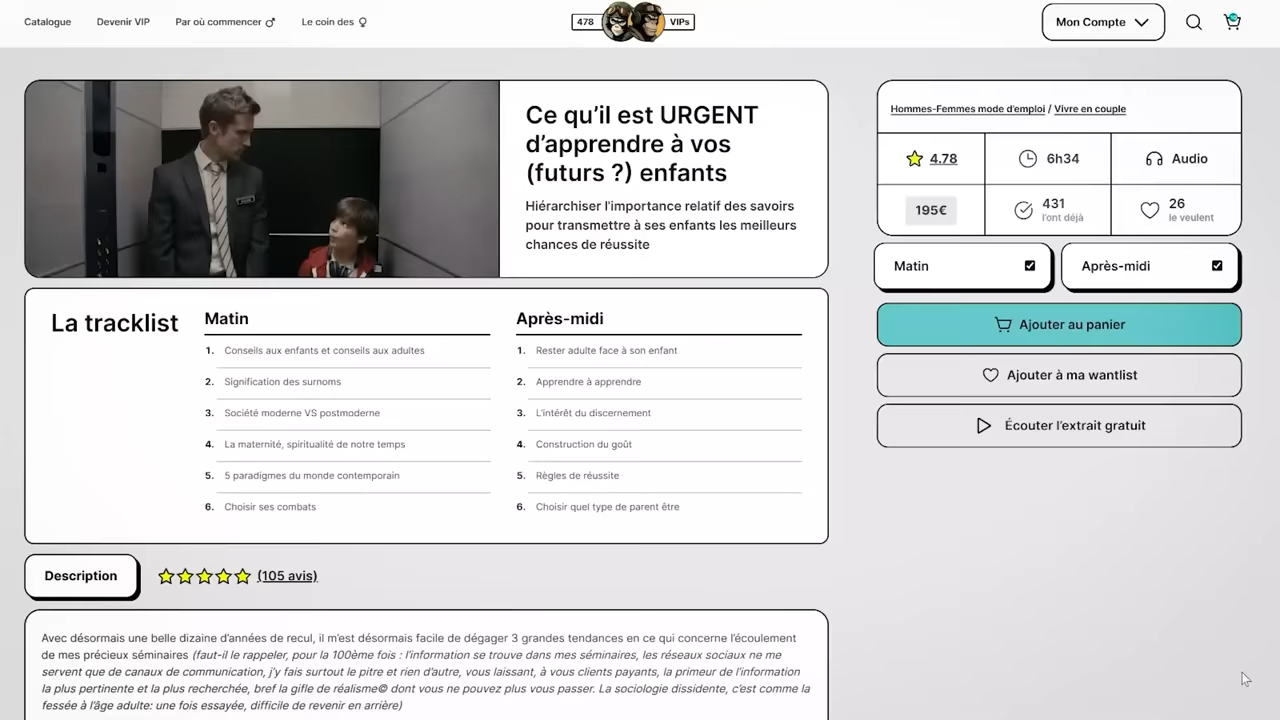 Catalogue
Devenir VIP
Par où commencer ♂
Le coin des ♀
478 VIPs
Mon Compte
Ce qu'il est URGENT
d'apprendre à vos
(futurs ?) enfants
Hiérarchiser l'importance relatif des savoirs
pour transmettre à ses enfants les meilleurs
chances de réussite
Hommes-Femmes mode d'emploi / Vivre en couple
4.78
6h34
Audio
195€
431
l'ont déjà
26
le veulent
Matin
Après-midi
Ajouter au panier
Ajouter à ma wantlist
Écouter l'extrait gratuit
La tracklist
Matin
1. Conseils aux enfants et conseils aux adultes
2. Signification des surnoms
3. Société moderne VS postmoderne
4. La maternité, spiritualité de notre temps
5. 5 paradigmes du monde contemporain
6. Choisir ses combats
Après-midi
1. Rester adulte face à son enfant
2. Apprendre à apprendre
3. L'intérêt du discernement
4. Construction du goût
5. Règles de réussite
6. Choisir quel type de parent être
Description
(105 avis)
Avec désormais une belle dizaine d'années de recul, il m'est désormais facile de dégager 3 grandes tendances en ce qui concerne l'écoulement
de mes précieux séminaires (faut-il le rappeler, pour la 100ème fois : l'information se trouve dans mes séminaires, les réseaux sociaux ne me
servent que de canaux de communication, j'y fais surtout le pitre et rien d'autre, vous laissant, à vous clients payants, la primeur de l'information
la plus pertinente et la plus recherchée, bref la gifle de réalisme© dont vous ne pouvez plus vous passer. La sociologie dissidente, c'est comme la
fessée à l'âge adulte: une fois essayée, difficile de revenir en arrière)